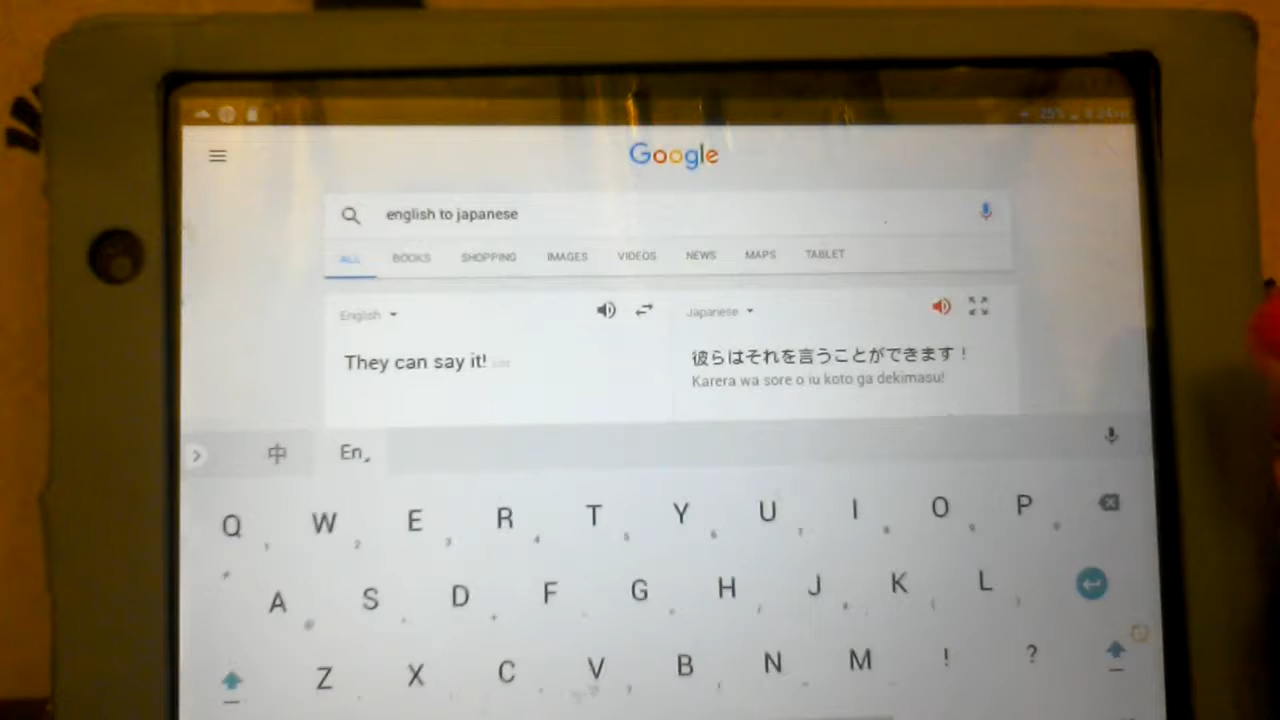 Google
english to japanese
ALL BOOKS SHOPPING IMAGES VIDEOS NEWS MAPS TABLET
English Japanese
They can say it!
彼らはそれを言うことができます！
Karera wa sore o iu koto ga dekimasu!
中 En
Q W E R T Y U I O P
A S D F G H J K L
Z X C V B N M ! ?